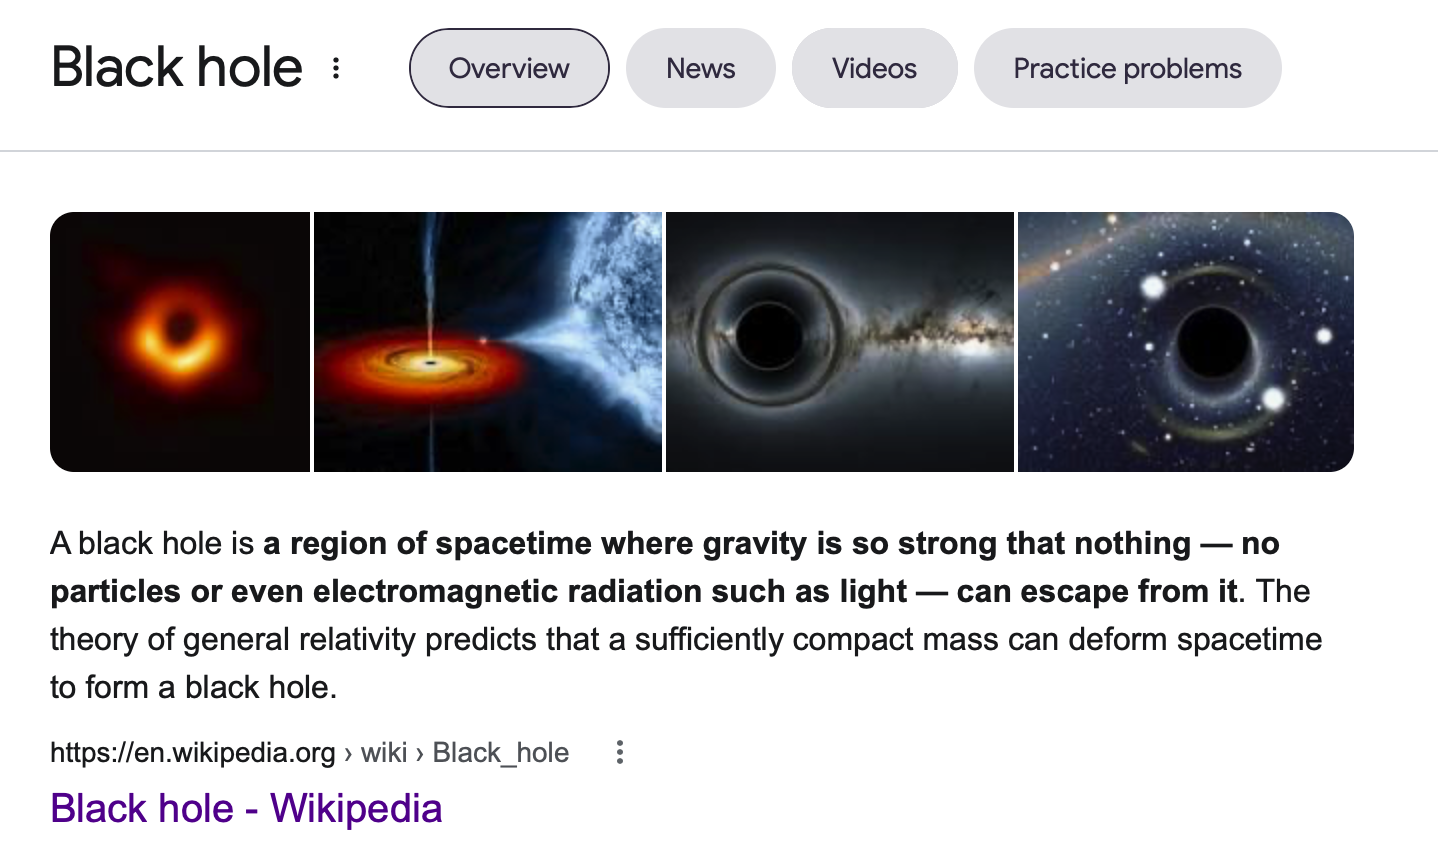 Black hole
Overview
News
Videos
Practice problems
A black hole is a region of spacetime where gravity is so strong that nothing — no
particles or even electromagnetic radiation such as light — can escape from it. The
theory of general relativity predicts that a sufficiently compact mass can deform spacetime
to form a black hole.
https://en.wikipedia.org › wiki › Black_hole
Black hole - Wikipedia